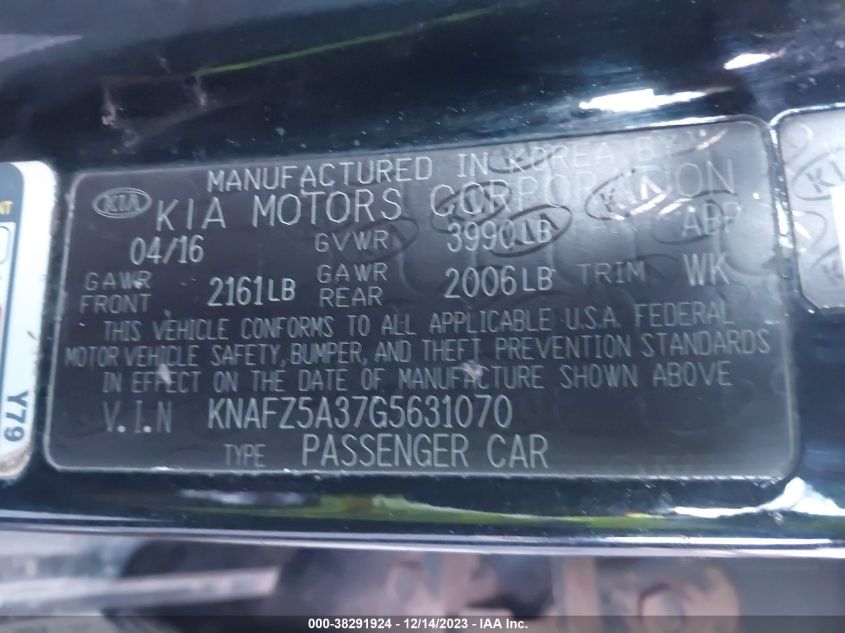 MANUFACTURED IN KOREA BY
KIA
KIA MOTORS CORPORATION
04/16 GVWR 3990LB ABP
GAWR FRONT 2161LB GAWR REAR 2006LB TRIM WK
THIS VEHICLE CONFORMS TO ALL APPLICABLE U.S.A. FEDERAL
MOTOR VEHICLE SAFETY, BUMPER, AND THEFT PREVENTION STANDARDS
IN EFFECT ON THE DATE OF MANUFACTURE SHOWN ABOVE.
V.I.N KNAFZ5A37G5631070
TYPE PASSENGER CAR
Y79
000-38291924 - 12/14/2023 - Copyright © IAA, Inc.